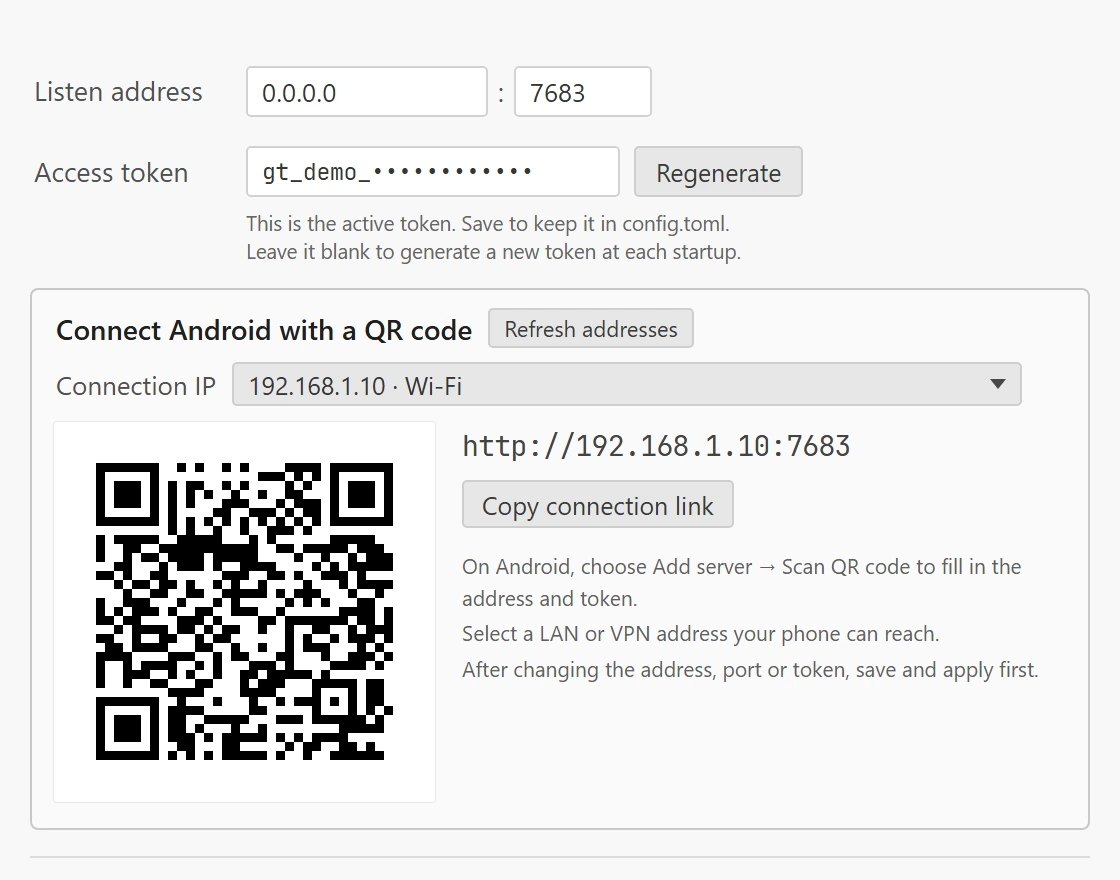 Listen address 0.0.0.0 : 7683
Access token gt_demo_•••••••••••• Regenerate
This is the active token. Save to keep it in config.toml.
Leave it blank to generate a new token at each startup.
Connect Android with a QR code Refresh addresses
Connection IP 192.168.1.10 · Wi-Fi
http://192.168.1.10:7683
Copy connection link
On Android, choose Add server → Scan QR code to fill in the
address and token.
Select a LAN or VPN address your phone can reach.
After changing the address, port or token, save and apply first.